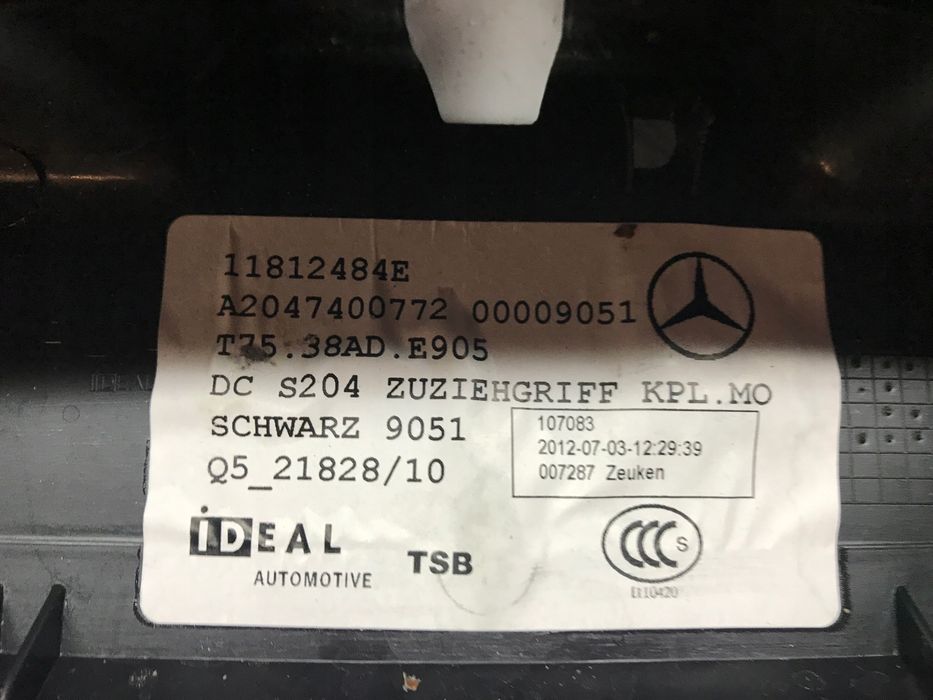 11812484E
A2047400772 00009051
T75.38AD.E905
DC S204 ZUZIEHGRIFF KPL.MO
SCHWARZ 9051
107083
2012-07-03-12:29:39
007287 Zeuken
Q5_21828/10
iDEAL
AUTOMOTIVE
TSB
CCC S